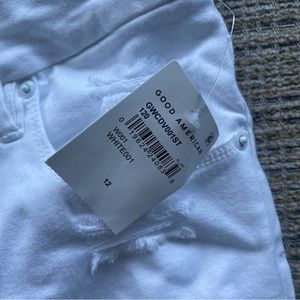 GOOD AMERICAN
GWCDV001ST
120
W001
WHITE001
12